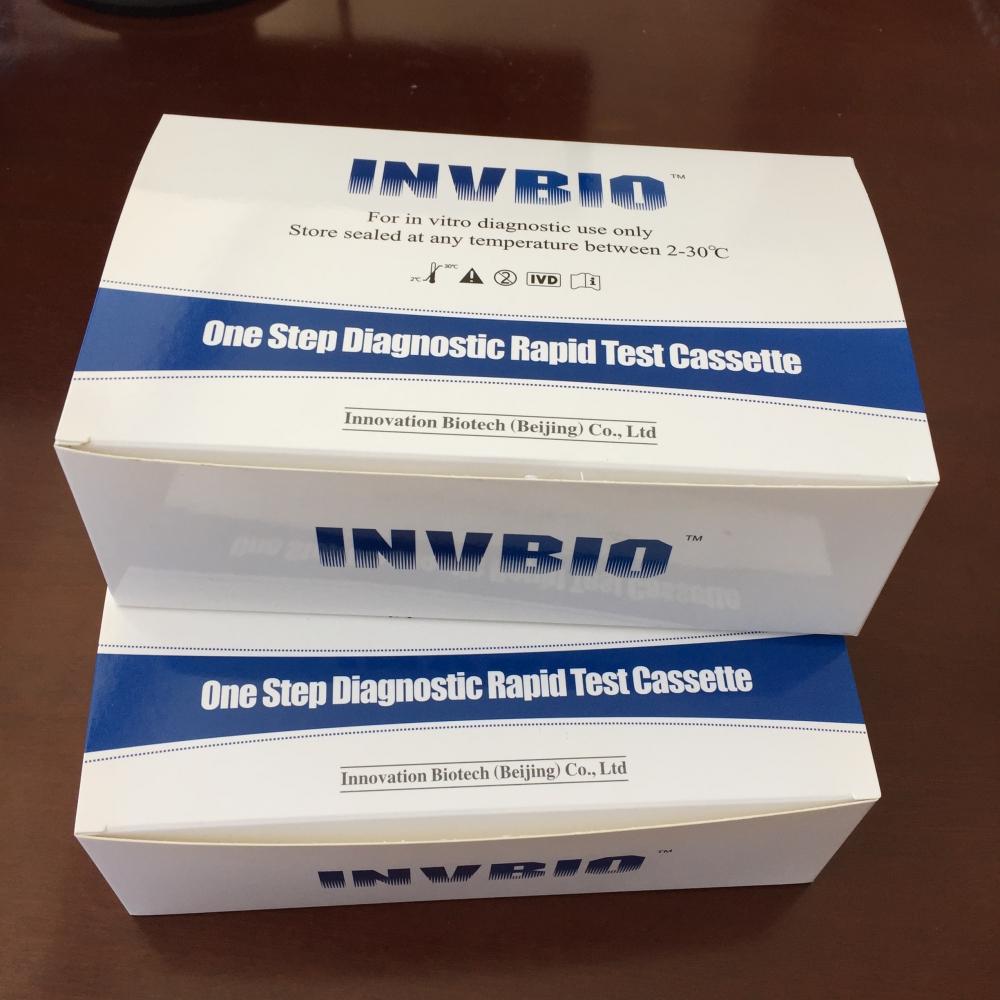 INVBIO™
For in vitro diagnostic use only
Store sealed at any temperature between 2-30℃
2℃ 30℃ 2 IVD i
One Step Diagnostic Rapid Test Cassette
Innovation Biotech (Beijing) Co., Ltd
INVBIO™
One Step Diagnostic Rapid Test Cassette
Innovation Biotech (Beijing) Co., Ltd
INVBIO™